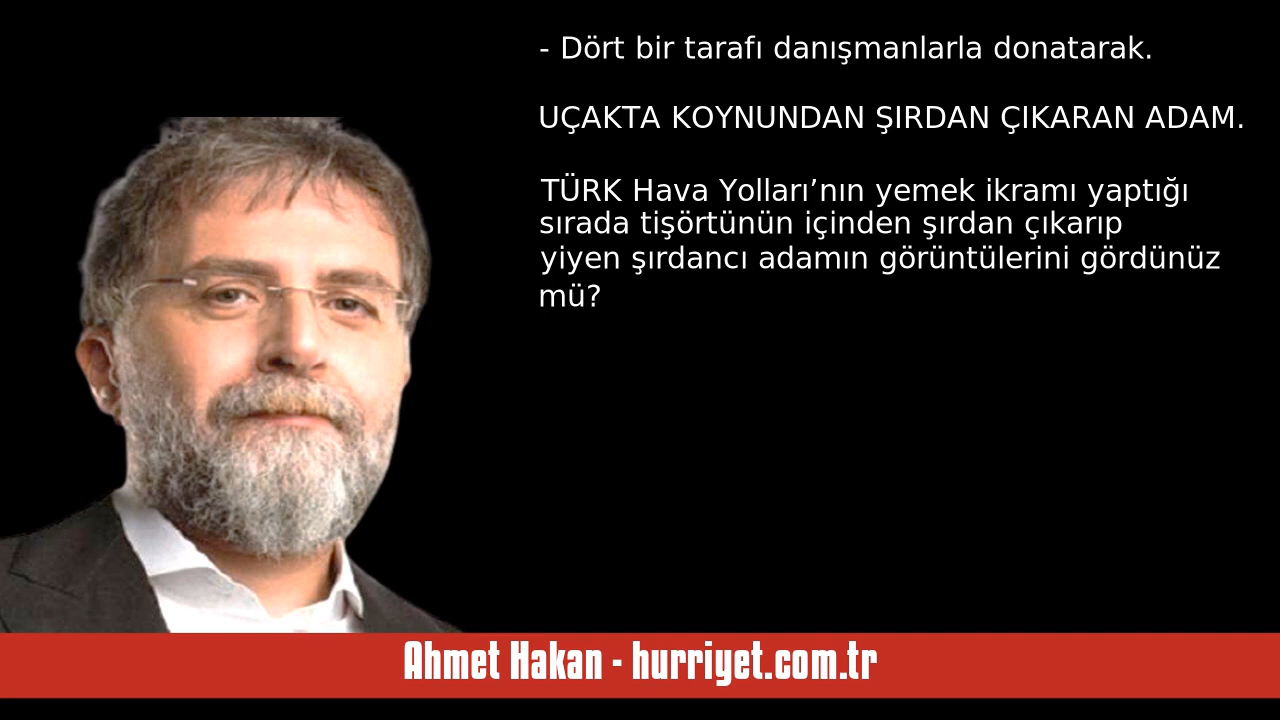 - Dört bir tarafı danışmanlarla donatarak.
UÇAKTA KOYNUNDAN ŞIRDAN ÇIKARAN ADAM.
TÜRK Hava Yolları’nın yemek ikramı yaptığı
sırada tişörtünün içinden şırdan çıkarıp
yiyen şırdancı adamın görüntülerini gördünüz
mü?
Ahmet Hakan - hurriyet.com.tr